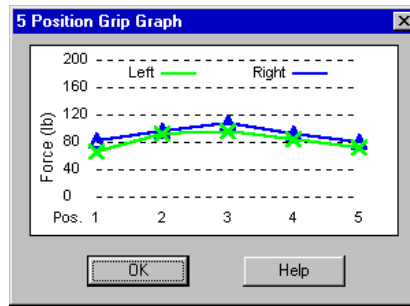 5 Position Grip Graph
200
Left
Right
160
120
80
40
0
Force (lb)
Pos. 1 2 3 4 5
OK
Help